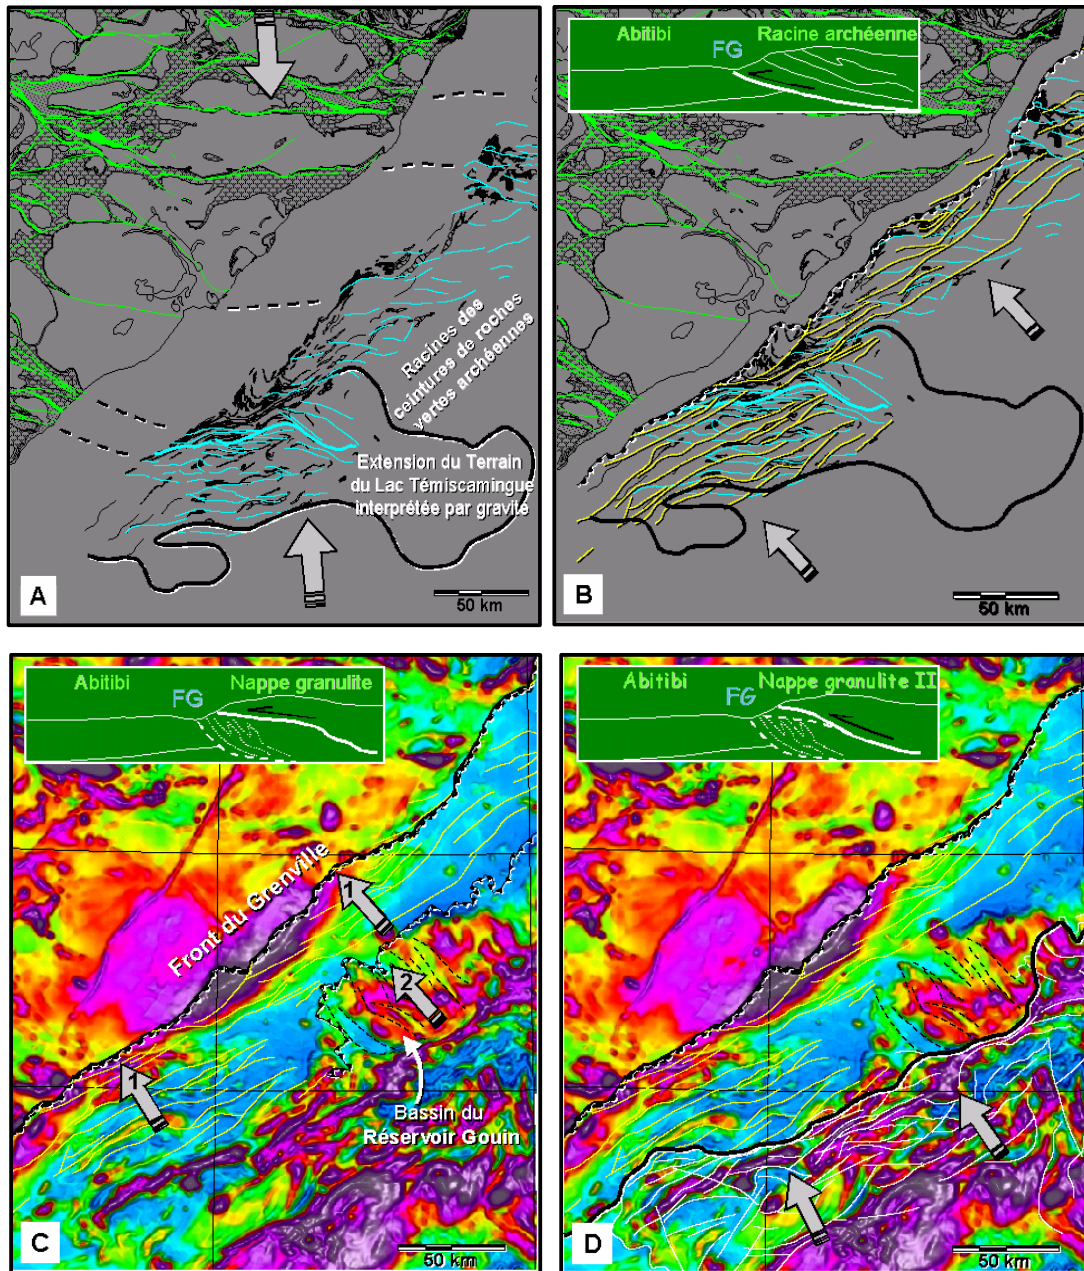 Racines des
ceintures de roches
vertes archéennes
Extension du Terrain
du Lac Témiscamingue
interprétée par gravité
A
50 km
Abitibi
FG
Racine archéenne
B
50 km
Abitibi
FG
Nappe granulite
Front du Grenville
1
2
1
Bassin du
Réservoir Gouin
C
50 km
Abitibi
FG
Nappe granulite II
D
50 km